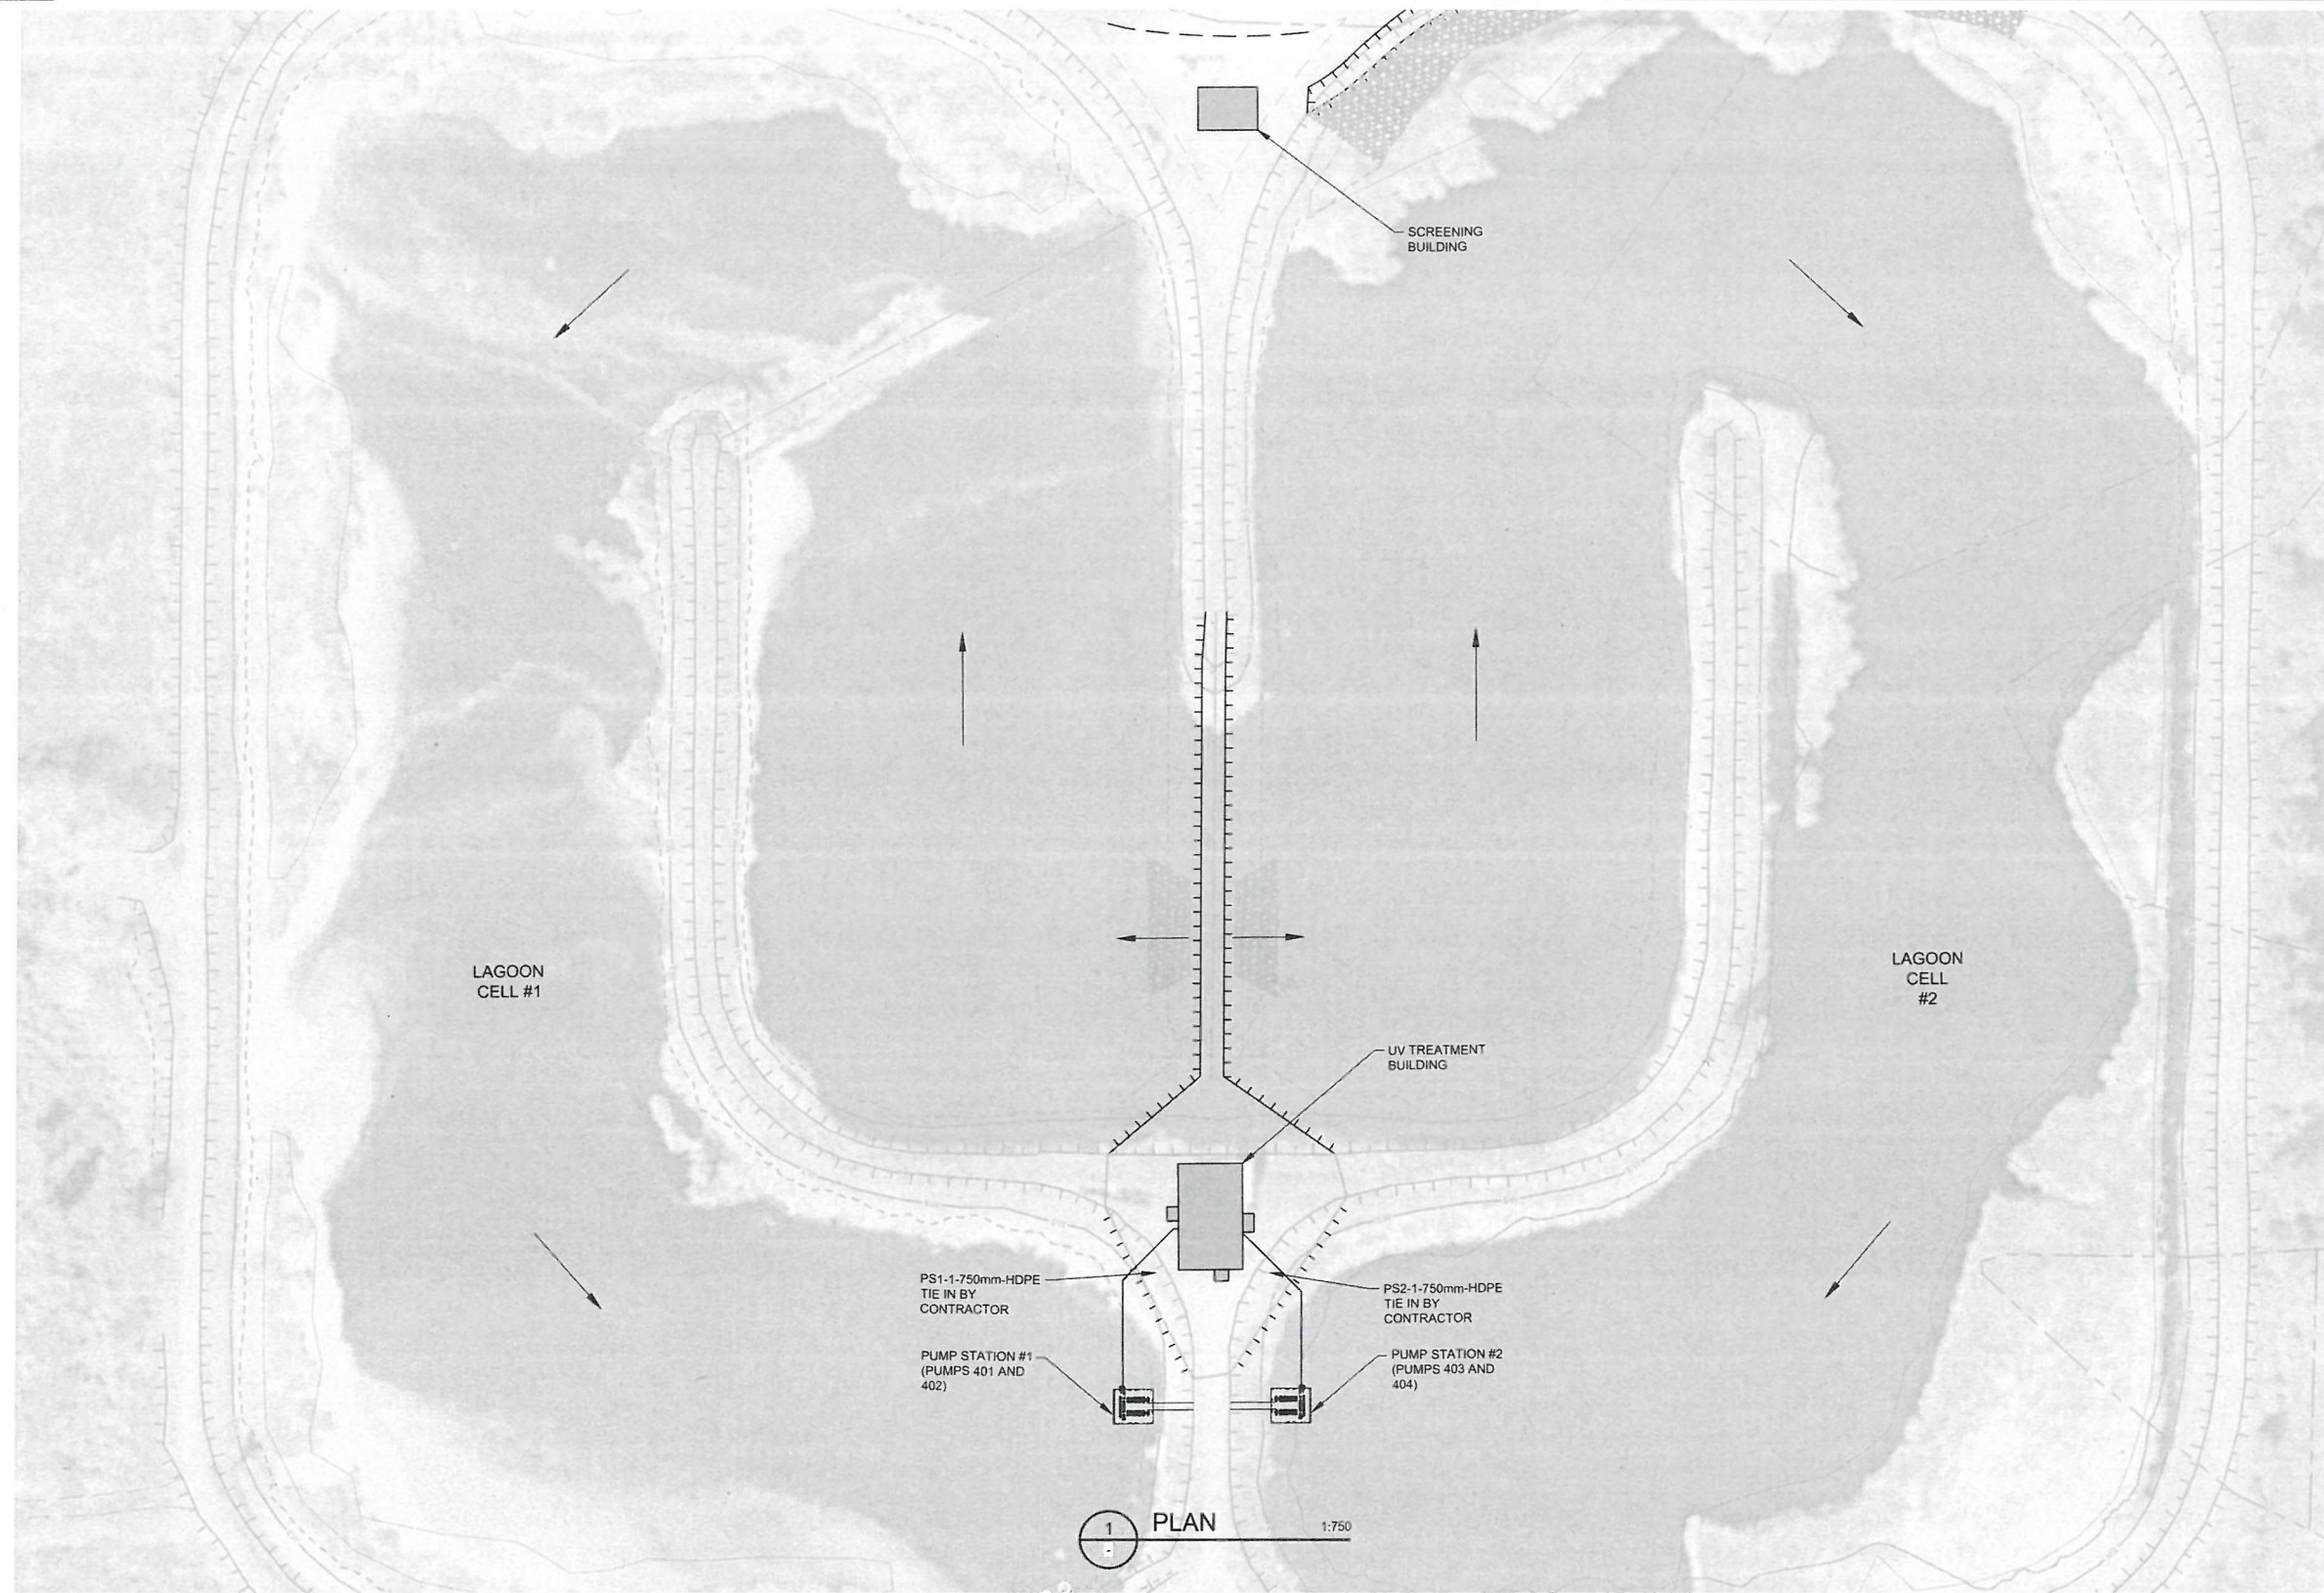 SCREENING
BUILDING
LAGOON
CELL #1
LAGOON
CELL
#2
UV TREATMENT
BUILDING
PS1-1-750mm-HDPE
TIE IN BY
CONTRACTOR
PS2-1-750mm-HDPE
TIE IN BY
CONTRACTOR
PUMP STATION #1
(PUMPS 401 AND
402)
PUMP STATION #2
(PUMPS 403 AND
404)
1
-
PLAN
1:750